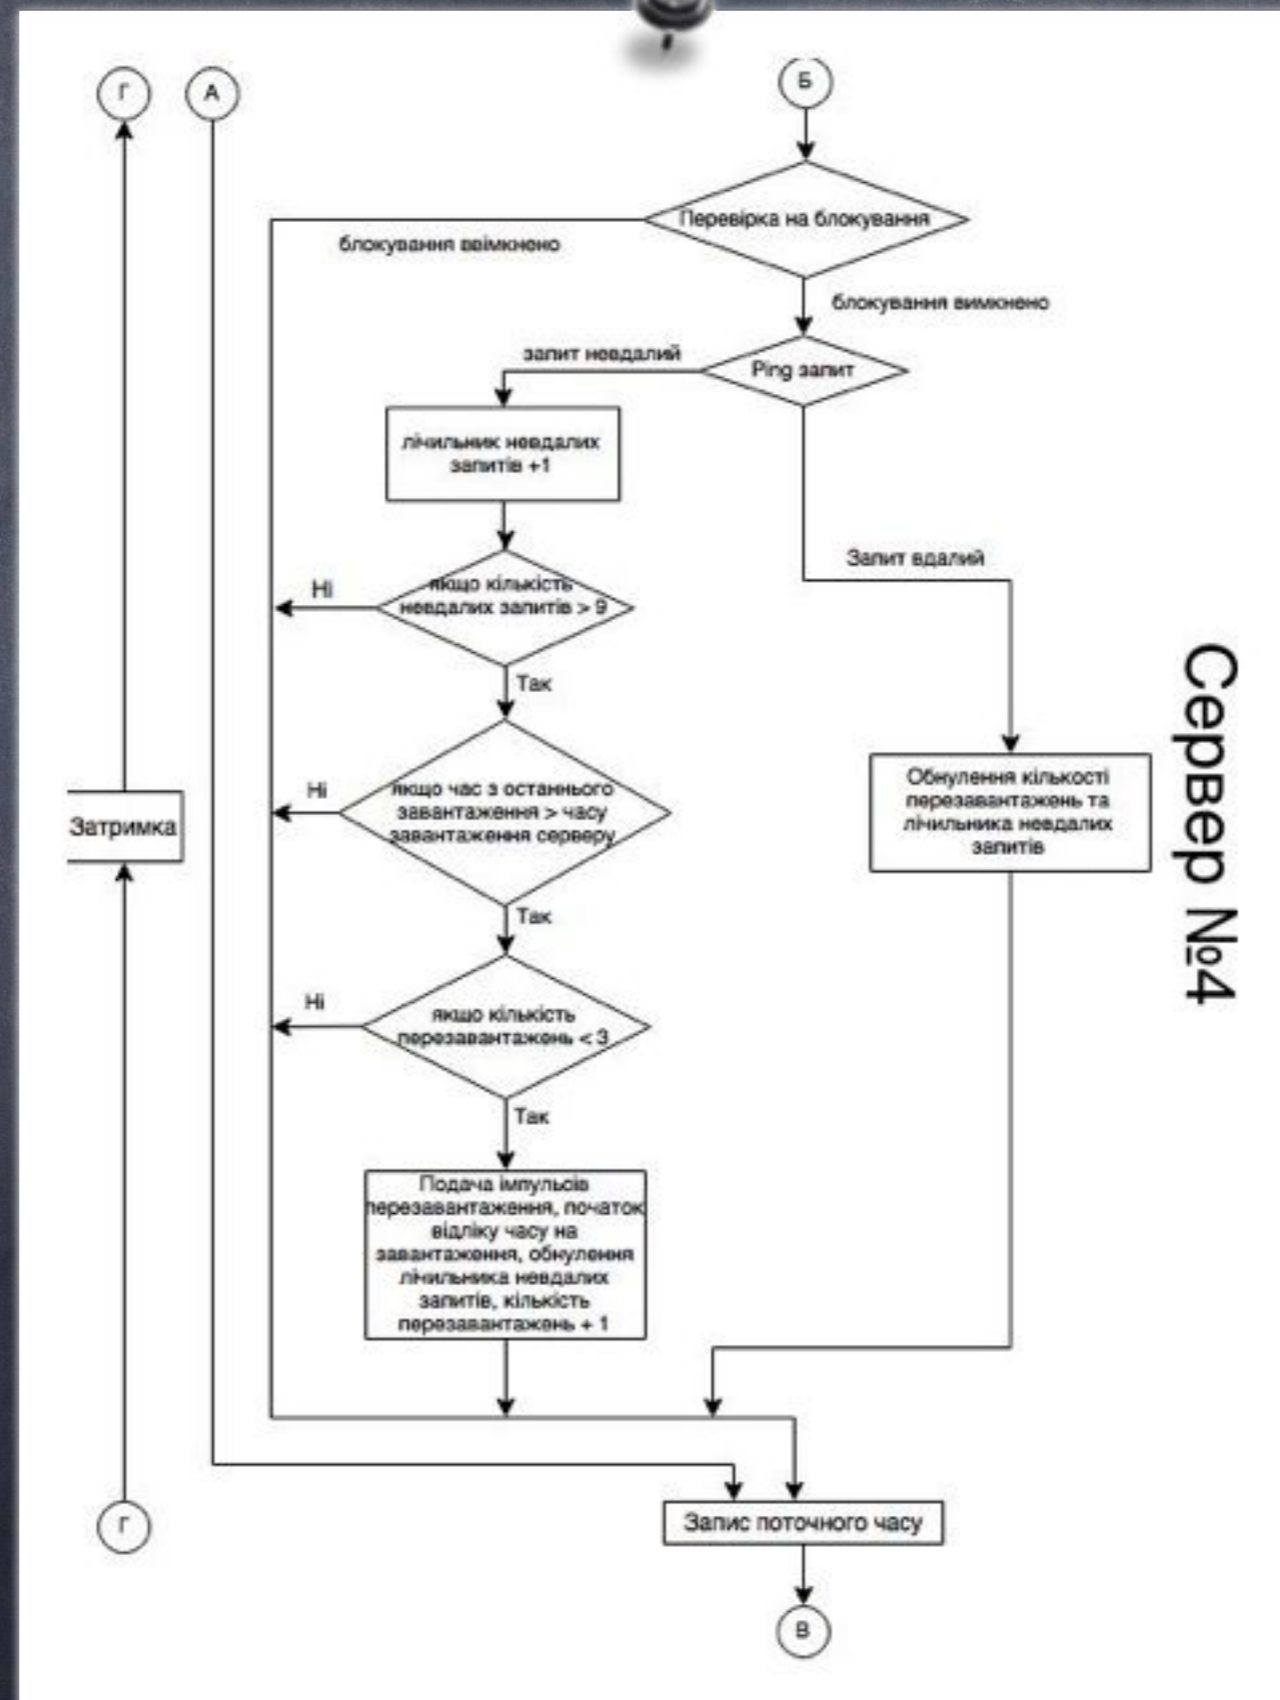 Г
А
Б
Перевірка на блокування
блокування ввімкнено
блокування вимкнено
запит невдалий
Ping запит
лічильник невдалих
запитів +1
Запит вдалий
Ні
якщо кількість
невдалих запитів > 9
Так
Ні
якщо час з останнього
завантаження > часу
завантаження серверу
Обнулення кількості
перезавантажень та
лічильника невдалих
запитів
Затримка
Сервер №4
Так
Ні
якщо кількість
перезавантажень < 3
Так
Подача імпульсів
перезавантаження, початок
відліку часу на
завантаження, обнулення
лічильника невдалих
запитів, кількість
перезавантажень + 1
Г
Запис поточного часу
В